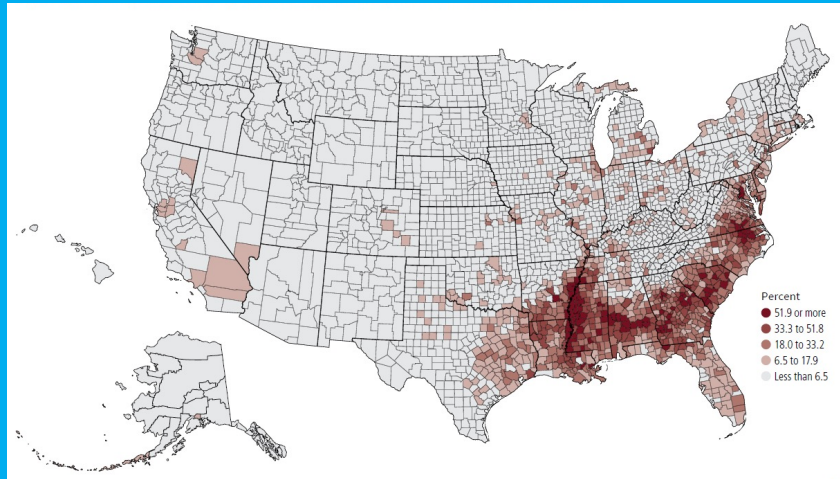 Percent
51.9 or more
33.3 to 51.8
18.0 to 33.2
6.5 to 17.9
Less than 6.5